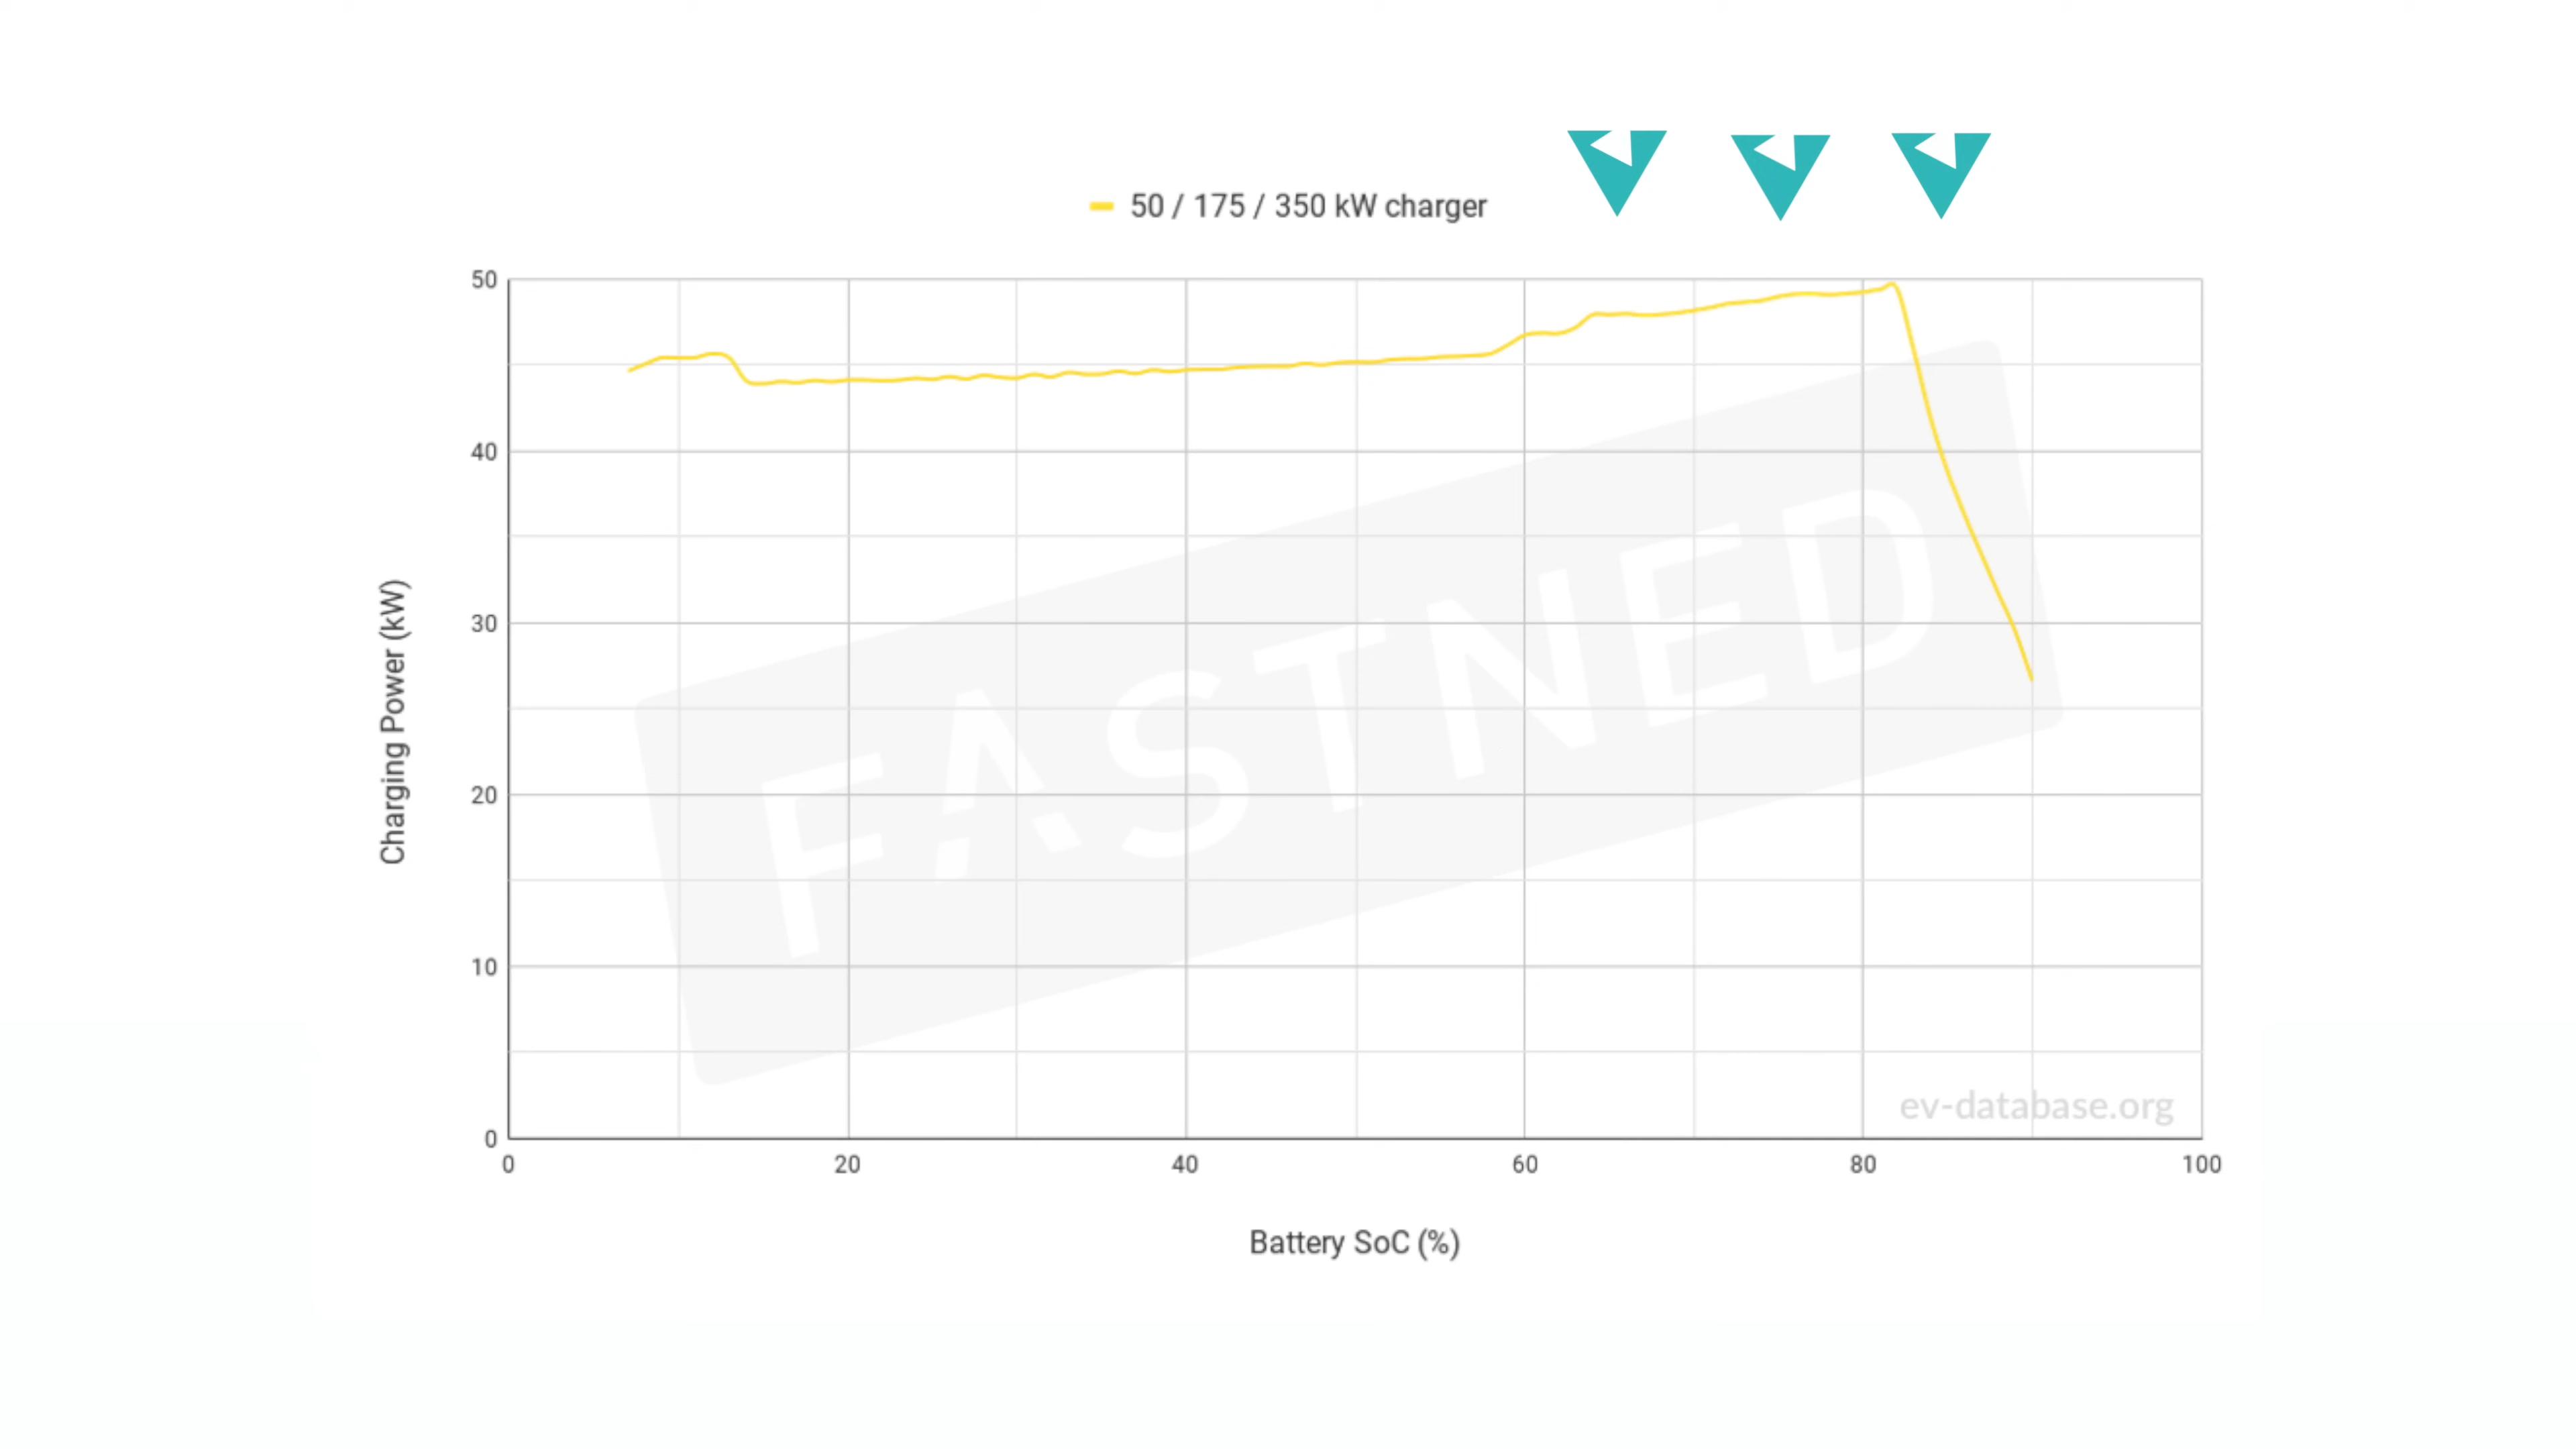 50 / 175 / 350 kW charger
50
40
30
20
10
0
Charging Power (kW)
FASTNED
ev-database.org
0 20 40 60 80 100
Battery SoC (%)